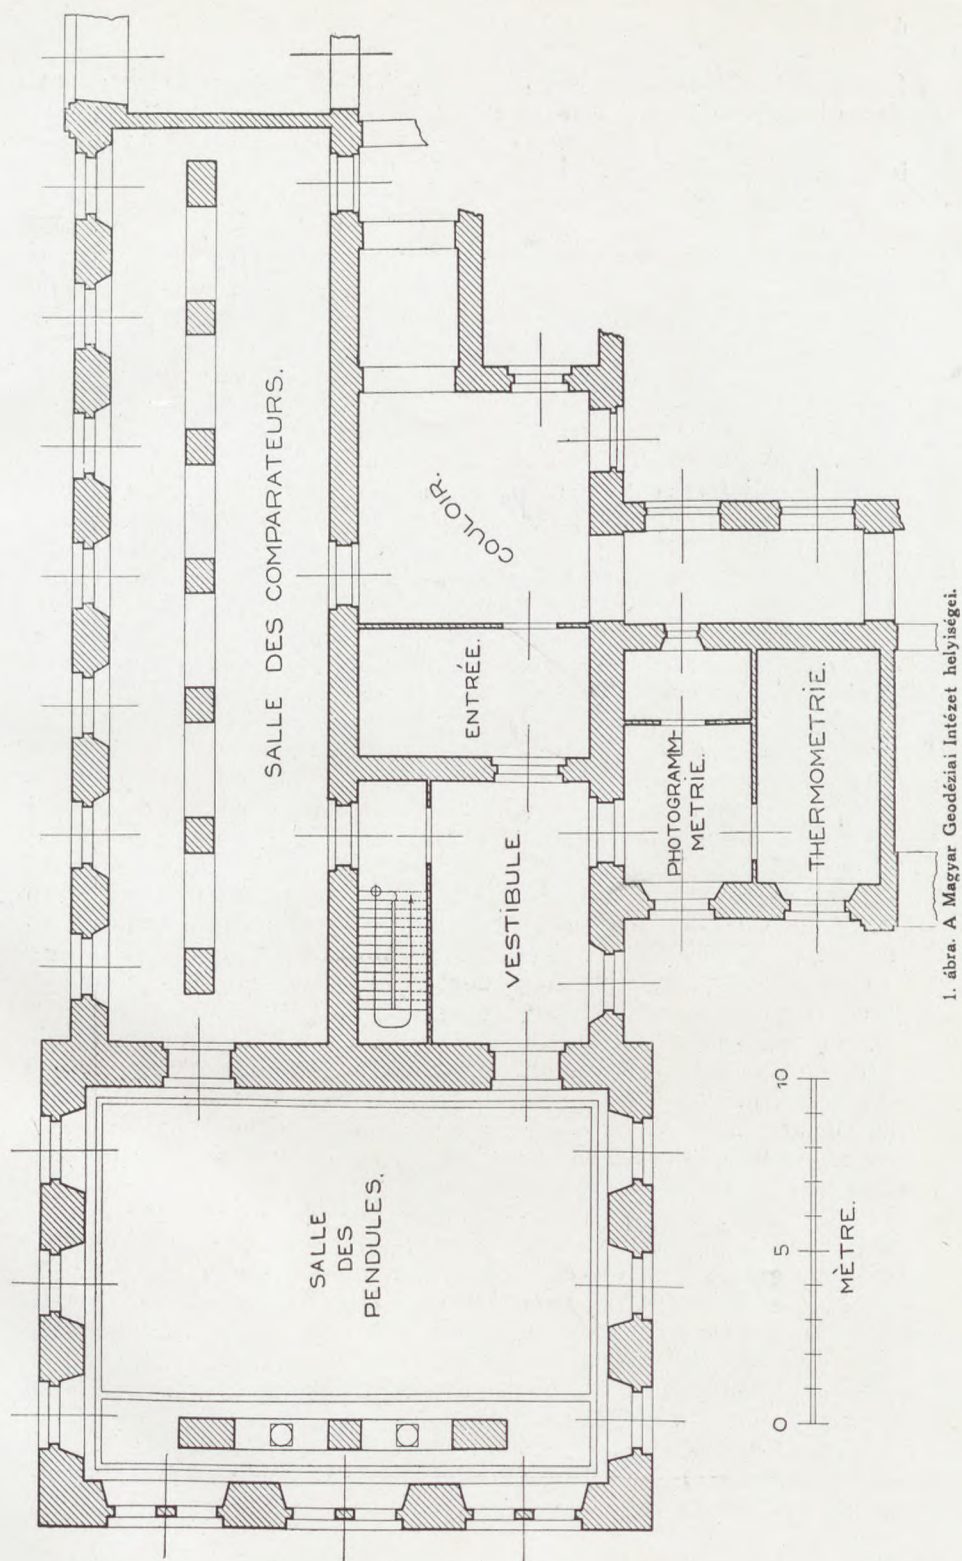 SALLE DES COMPARATEURS.
COULOIR.
ENTRÉE.
PHOTOGRAMM-
METRIE.
THERMOMETRIE.
VESTIBULE
SALLE
DES
PENDULES.
0 5 10
MÈTRE.
1. ábra. A Magyar Geodéziai Intézet helyiségei.